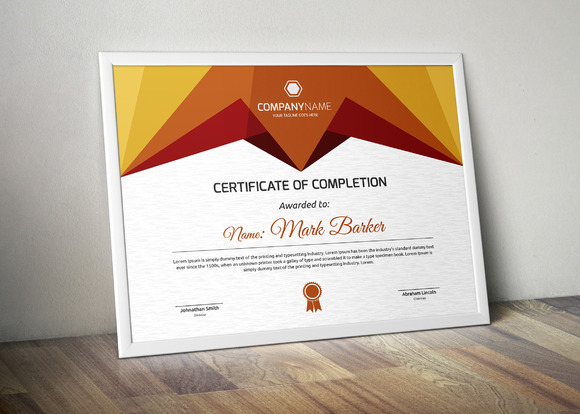 COMPANYNAME
YOUR TAGLINE GOES HERE
CERTIFICATE OF COMPLETION
Awarded to:
Name: Mark Barker
Lorem Ipsum is simply dummy text of the printing and typesetting industry. Lorem Ipsum has been the industry's standard dummy text
ever since the 1500s, when an unknown printer took a galley of type and scrambled it to make a type specimen book. Lorem Ipsum is
simply dummy text of the printing and typesetting industry.
Johnathan Smith
Director
Abraham Lincoln
Chairman